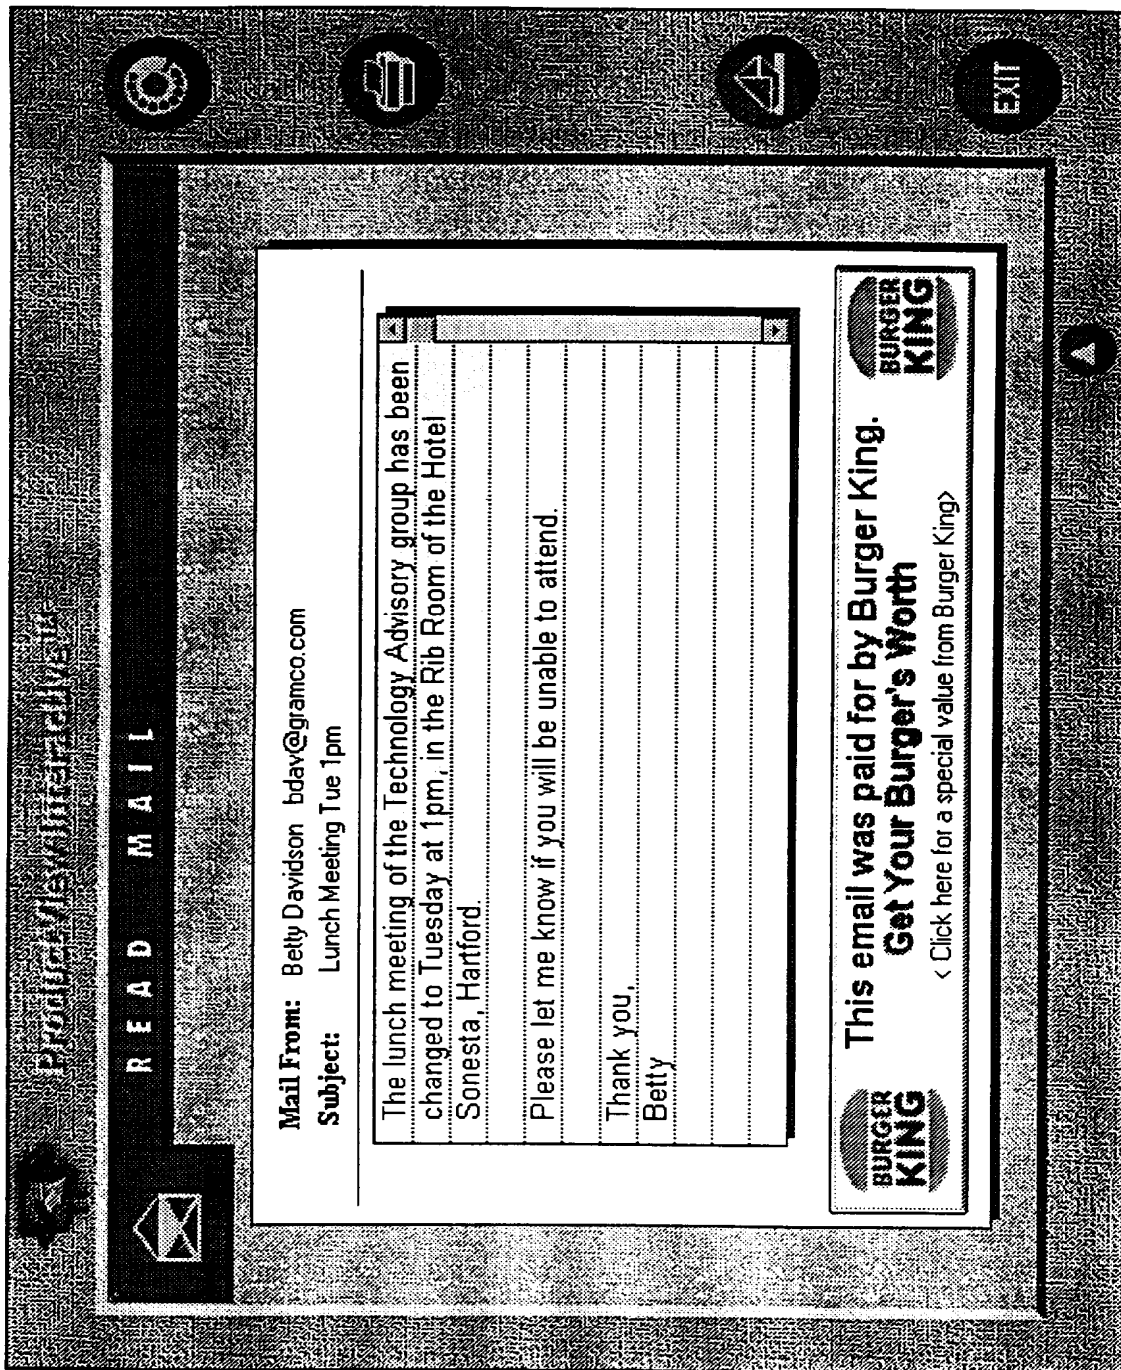 ProductView Interactive
READ MAIL
Mail From: Betty Davidson bdav@gramco.com
Subject: Lunch Meeting Tue 1pm
The lunch meeting of the Technology Advisory group has been
changed to Tuesday at 1pm, in the Rib Room of the Hotel
Sonesta, Hartford.
Please let me know if you will be unable to attend.
Thank you,
Betty
BURGER
KING
This email was paid for by Burger King.
Get Your Burger's Worth
< Click here for a special value from Burger King>
BURGER
KING
EXIT